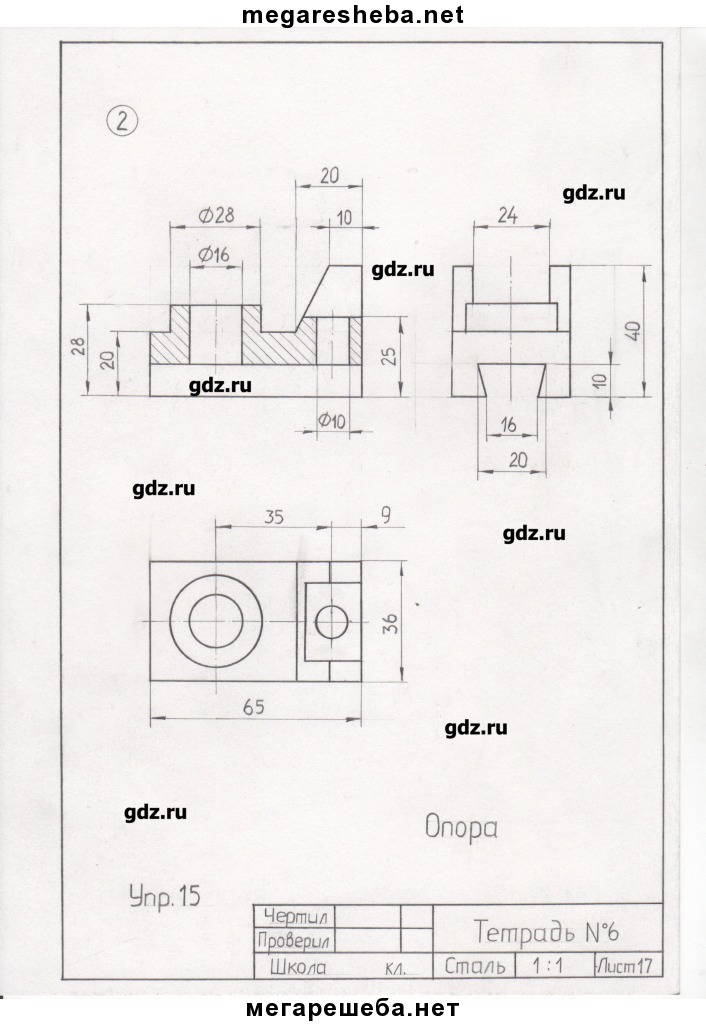 megaresheba.net
2
20
gdz.ru
Ø28
10
24
Ø16
gdz.ru
28
20
25
40
10
gdz.ru
Ø10
16
20
gdz.ru
35
9
gdz.ru
36
65
gdz.ru
gdz.ru
Опора
Упр. 15
Чертил
Проверил
Тетрадь №6
Школа кл. Сталь 1:1 Лист 17
мегарешеба.нет